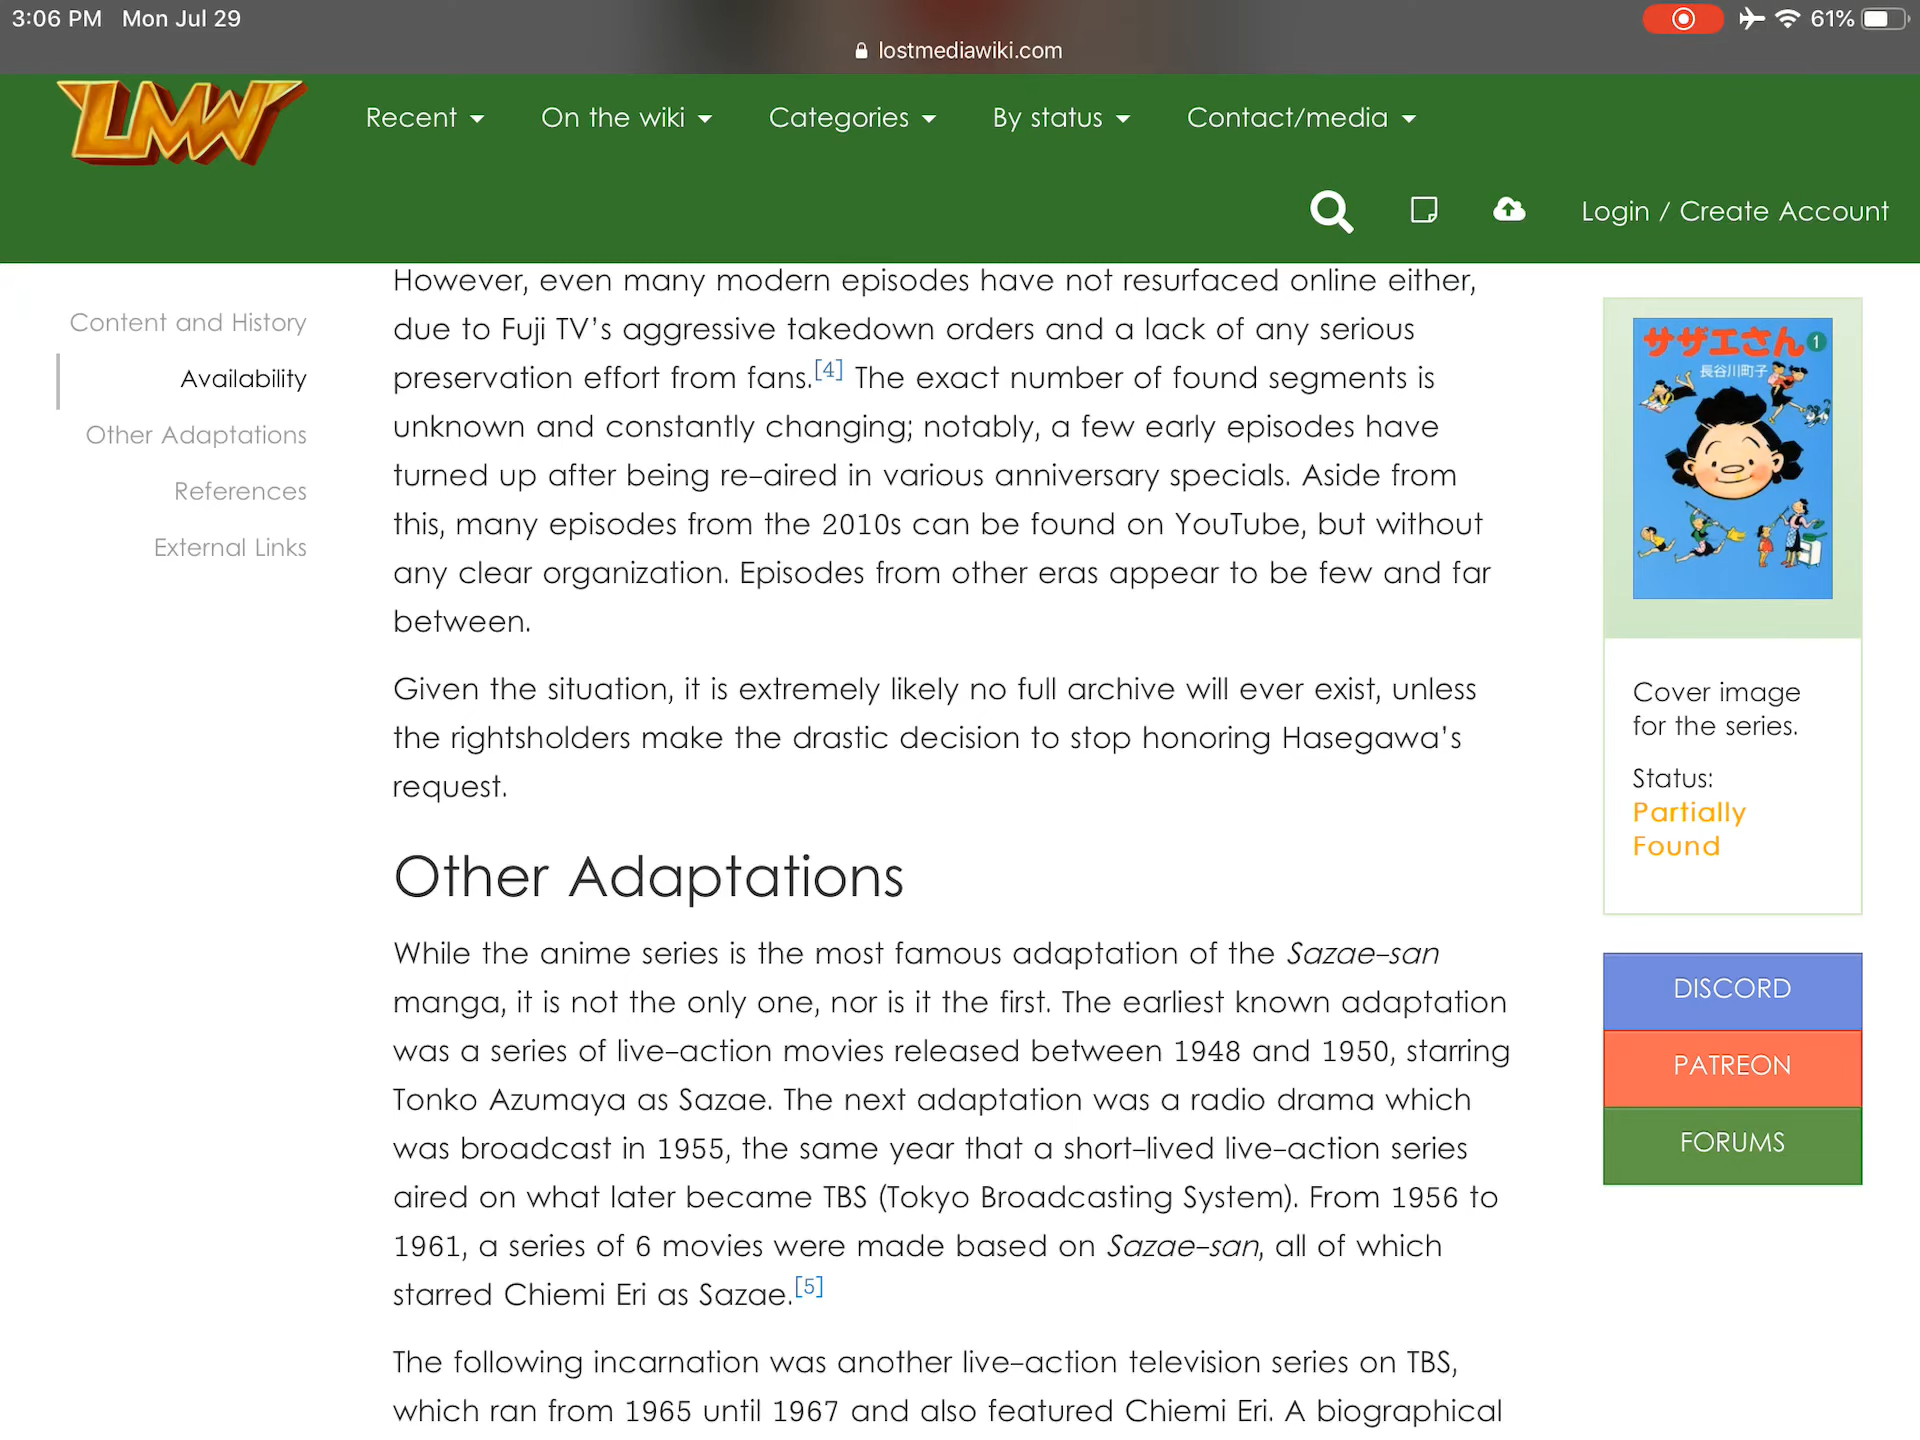 3:06 PM Mon Jul 29
61%
lostmediawiki.com
LMW
Recent
On the wiki
Categories
By status
Contact/media
Login / Create Account
Content and History
Availability
Other Adaptations
References
External Links
However, even many modern episodes have not resurfaced online either,
due to Fuji TV's aggressive takedown orders and a lack of any serious
preservation effort from fans.[4] The exact number of found segments is
unknown and constantly changing; notably, a few early episodes have
turned up after being re-aired in various anniversary specials. Aside from
this, many episodes from the 2010s can be found on YouTube, but without
any clear organization. Episodes from other eras appear to be few and far
between.
Given the situation, it is extremely likely no full archive will ever exist, unless
the rightsholders make the drastic decision to stop honoring Hasegawa's
request.
Other Adaptations
While the anime series is the most famous adaptation of the Sazae-san
manga, it is not the only one, nor is it the first. The earliest known adaptation
was a series of live-action movies released between 1948 and 1950, starring
Tonko Azumaya as Sazae. The next adaptation was a radio drama which
was broadcast in 1955, the same year that a short-lived live-action series
aired on what later became TBS (Tokyo Broadcasting System). From 1956 to
1961, a series of 6 movies were made based on Sazae-san, all of which
starred Chiemi Eri as Sazae.[5]
The following incarnation was another live-action television series on TBS,
which ran from 1965 until 1967 and also featured Chiemi Eri. A biographical
サザエさん 1
長谷川町子
Cover image
for the series.
Status:
Partially
Found
DISCORD
PATREON
FORUMS